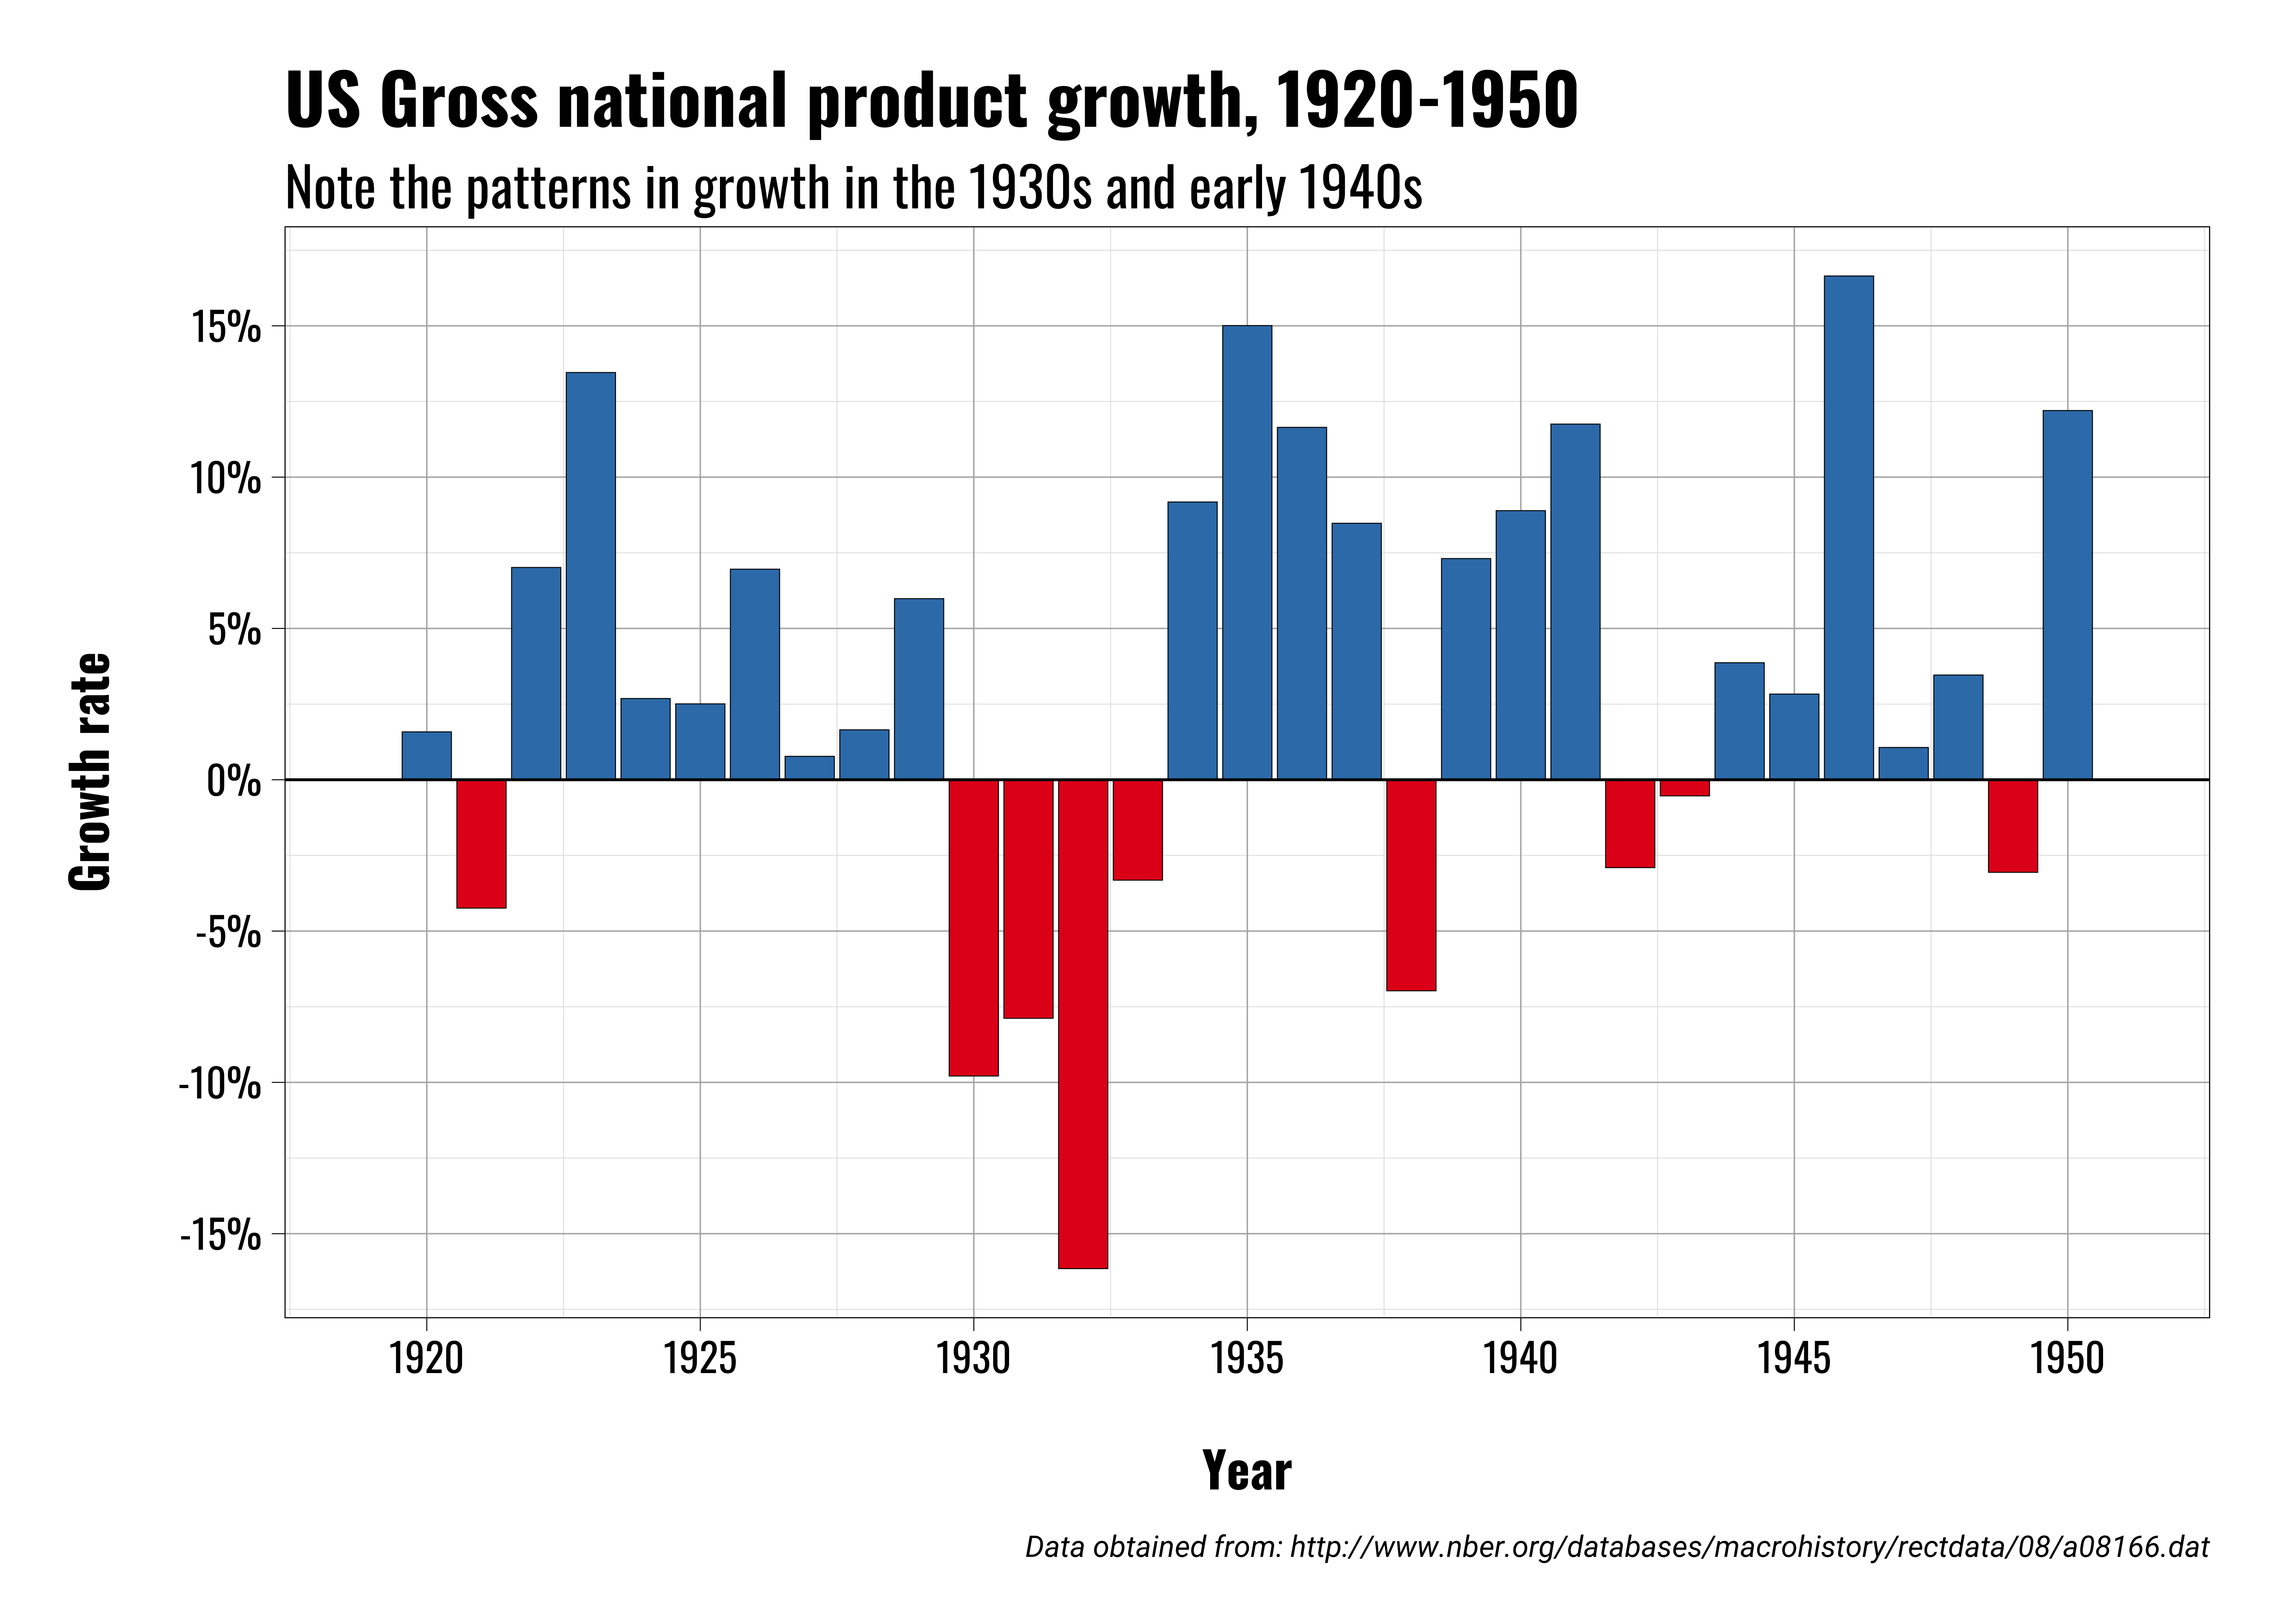 US Gross national product growth, 1920-1950
Note the patterns in growth in the 1930s and early 1940s
Growth rate
15%
10%
5%
0%
-5%
-10%
-15%
1920 1925 1930 1935 1940 1945 1950
Year
Data obtained from: http://www.nber.org/databases/macrohistory/rectdata/08/a08166.dat